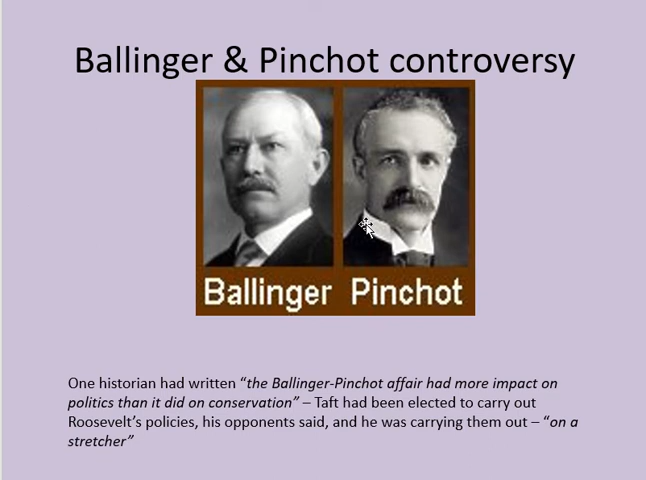 Ballinger & Pinchot controversy
Ballinger Pinchot
One historian had written “the Ballinger-Pinchot affair had more impact on
politics than it did on conservation” – Taft had been elected to carry out
Roosevelt’s policies, his opponents said, and he was carrying them out – “on a
stretcher”